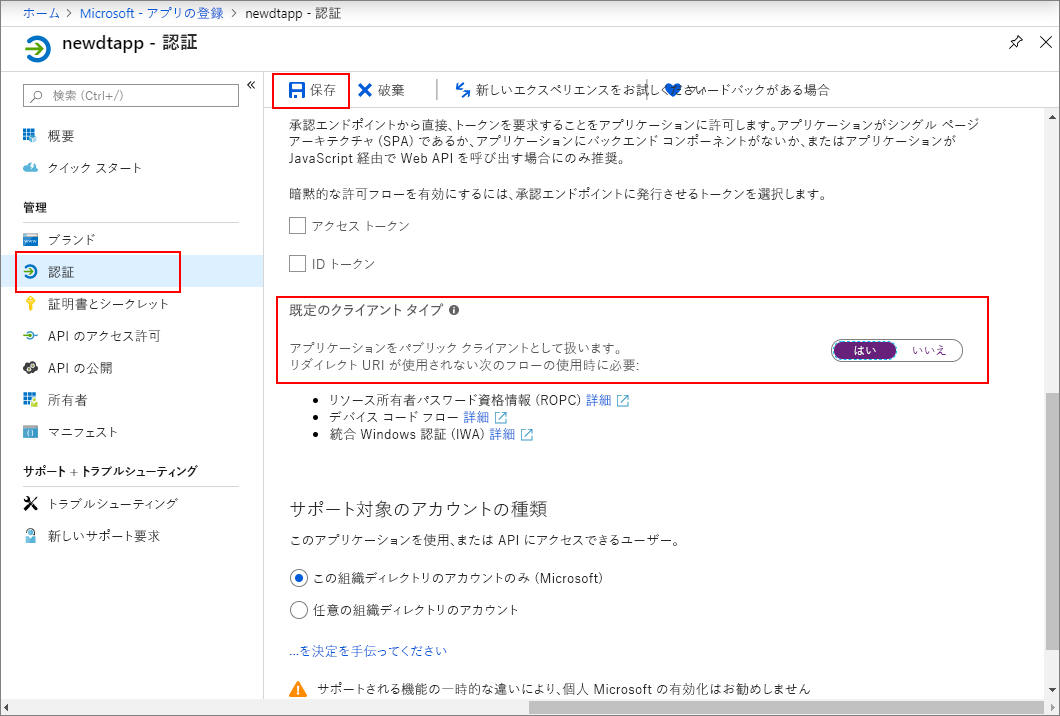 ホーム > Microsoft - アプリの登録 > newdtapp - 認証
newdtapp - 認証
検索 (Ctrl+/)
概要
クイック スタート
管理
ブランド
認証
証明書とシークレット
API のアクセス許可
API の公開
所有者
マニフェスト
サポート + トラブルシューティング
トラブルシューティング
新しいサポート要求
保存
破棄
新しいエクスペリエンスをお試しください
ードバックがある場合
承認エンドポイントから直接、トークンを要求することをアプリケーションに許可します。アプリケーションがシングル ページ
アーキテクチャ (SPA) であるか、アプリケーションにバックエンド コンポーネントがないか、またはアプリケーションが
JavaScript 経由で Web API を呼び出す場合にのみ推奨。
暗黙的な許可フローを有効にするには、承認エンドポイントに発行させるトークンを選択します。
アクセス トークン
ID トークン
既定のクライアント タイプ
アプリケーションをパブリック クライアントとして扱います。
はい いいえ
リダイレクト URI が使用されない次のフローの使用時に必要:
リソース所有者パスワード資格情報 (ROPC) 詳細
デバイス コード フロー 詳細
統合 Windows 認証 (IWA) 詳細
サポート対象のアカウントの種類
このアプリケーションを使用、または API にアクセスできるユーザー。
この組織ディレクトリのアカウントのみ (Microsoft)
任意の組織ディレクトリのアカウント
...を決定を手伝ってください
サポートされる機能の一時的な違いにより、個人 Microsoft の有効化はお勧めしません